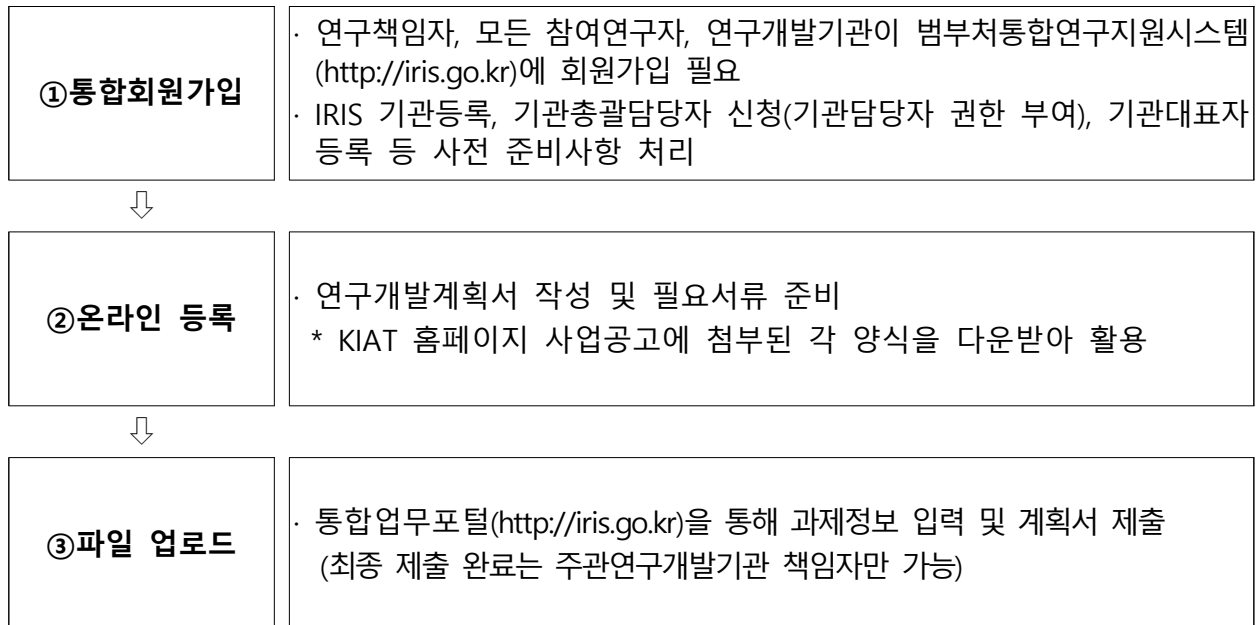 ①통합회원가입
· 연구책임자, 모든 참여연구자, 연구개발기관이 범부처통합연구지원시스템
(http://iris.go.kr)에 회원가입 필요
· IRIS 기관등록, 기관총괄담당자 신청(기관담당자 권한 부여), 기관대표자
등록 등 사전 준비사항 처리
⇩
②온라인 등록
· 연구개발계획서 작성 및 필요서류 준비
* KIAT 홈페이지 사업공고에 첨부된 각 양식을 다운받아 활용
⇩
③파일 업로드
· 통합업무포털(http://iris.go.kr)을 통해 과제정보 입력 및 계획서 제출
(최종 제출 완료는 주관연구개발기관 책임자만 가능)